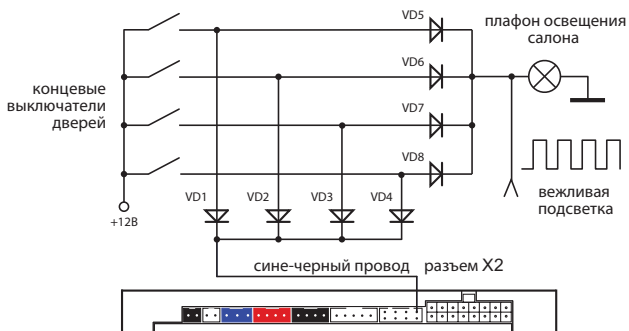 VD5
плафон освещения
салона
VD6
концевые
выключатели
дверей
VD7
VD8
VD1
VD2
VD3
VD4
вежливая
подсветка
+12В
сине-черный провод разъем X2